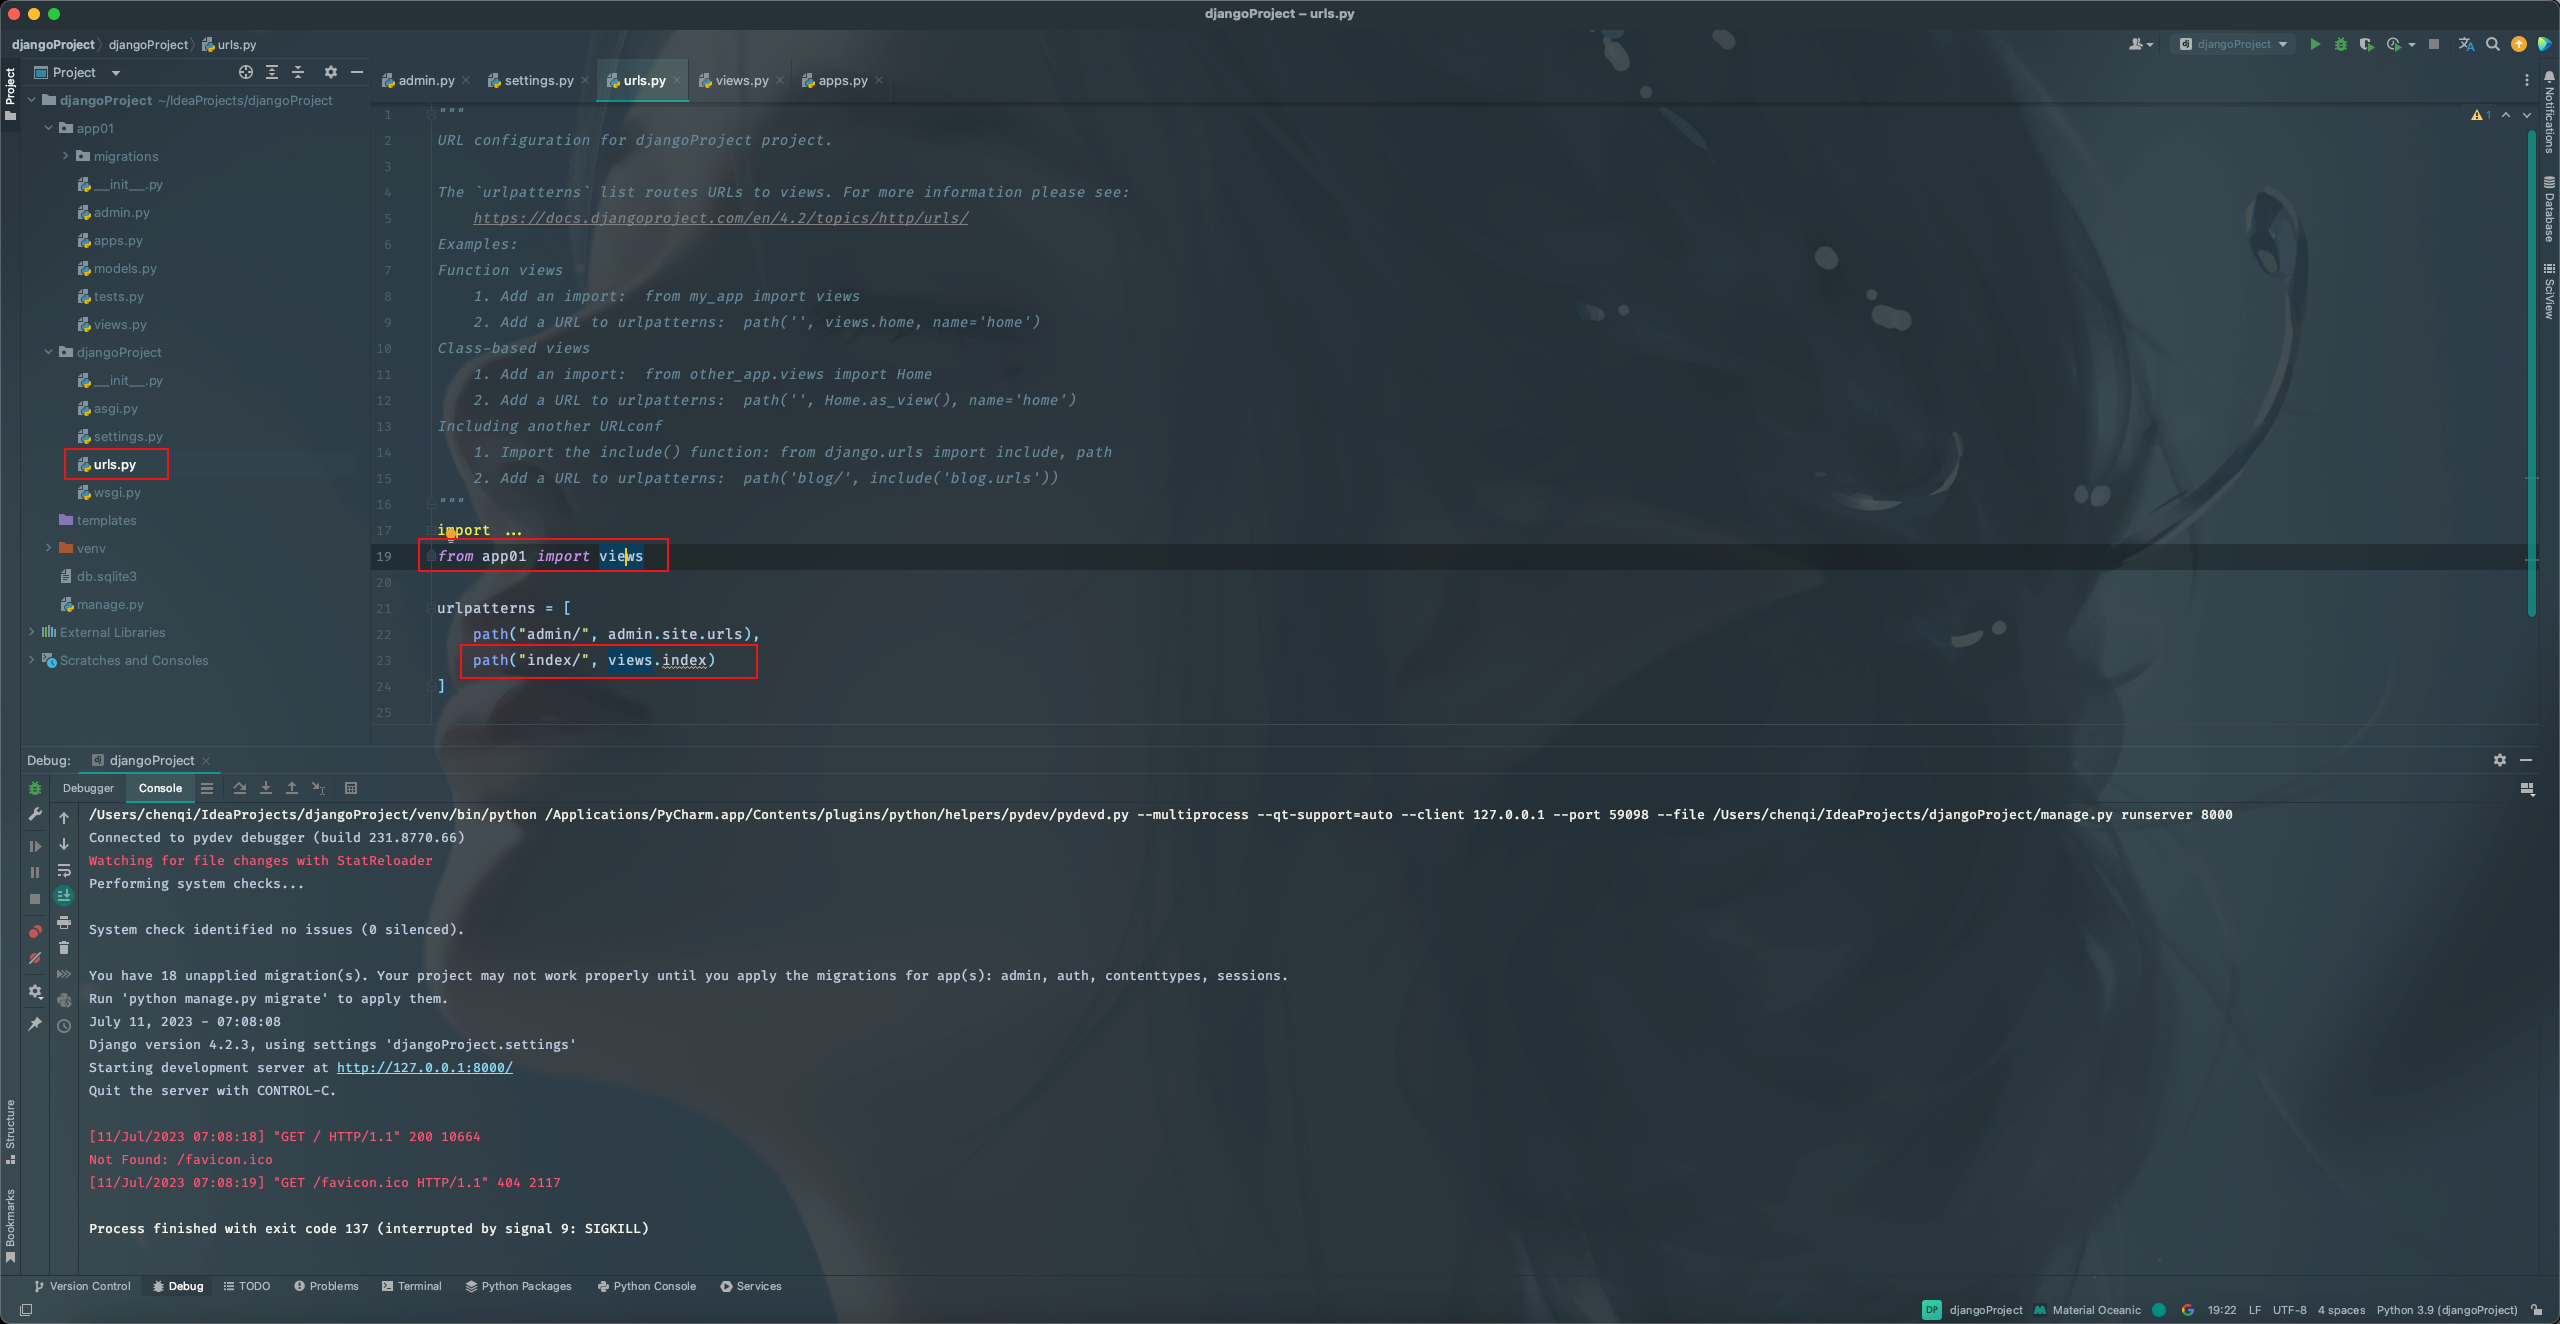 djangoProject – urls.py
djangoProject djangoProject urls.py
djangoProject
Project
admin.py settings.py urls.py views.py apps.py
Project
djangoProject ~/IdeaProjects/djangoProject
app01
migrations
__init__.py
admin.py
apps.py
models.py
tests.py
views.py
djangoProject
__init__.py
asgi.py
settings.py
urls.py
wsgi.py
templates
venv
db.sqlite3
manage.py
External Libraries
Scratches and Consoles
1 """
2 URL configuration for djangoProject project.
3
4 The `urlpatterns` list routes URLs to views. For more information please see:
5 https://docs.djangoproject.com/en/4.2/topics/http/urls/
6 Examples:
7 Function views
8 1. Add an import:  from my_app import views
9 2. Add a URL to urlpatterns:  path('', views.home, name='home')
10 Class-based views
11 1. Add an import:  from other_app.views import Home
12 2. Add a URL to urlpatterns:  path('', Home.as_view(), name='home')
13 Including another URLconf
14 1. Import the include() function: from django.urls import include, path
15 2. Add a URL to urlpatterns:  path('blog/', include('blog.urls'))
16 """
17 import ...
19 from app01 import views
20
21 urlpatterns = [
22 path("admin/", admin.site.urls),
23 path("index/", views.index)
24 ]
25
1
Notifications
Database
SciView
Debug: djangoProject
Debugger Console
/Users/chenqi/IdeaProjects/djangoProject/venv/bin/python /Applications/PyCharm.app/Contents/plugins/python/helpers/pydev/pydevd.py --multiprocess --qt-support=auto --client 127.0.0.1 --port 59098 --file /Users/chenqi/IdeaProjects/djangoProject/manage.py runserver 8000
Connected to pydev debugger (build 231.8770.66)
Watching for file changes with StatReloader
Performing system checks...
System check identified no issues (0 silenced).
You have 18 unapplied migration(s). Your project may not work properly until you apply the migrations for app(s): admin, auth, contenttypes, sessions.
Run 'python manage.py migrate' to apply them.
July 11, 2023 - 07:08:08
Django version 4.2.3, using settings 'djangoProject.settings'
Starting development server at http://127.0.0.1:8000/
Quit the server with CONTROL-C.
[11/Jul/2023 07:08:18] "GET / HTTP/1.1" 200 10664
Not Found: /favicon.ico
[11/Jul/2023 07:08:19] "GET /favicon.ico HTTP/1.1" 404 2117
Process finished with exit code 137 (interrupted by signal 9: SIGKILL)
Structure
Bookmarks
Version Control Debug TODO Problems Terminal Python Packages Python Console Services
DP djangoProject Material Oceanic 19:22 LF UTF-8 4 spaces Python 3.9 (djangoProject)